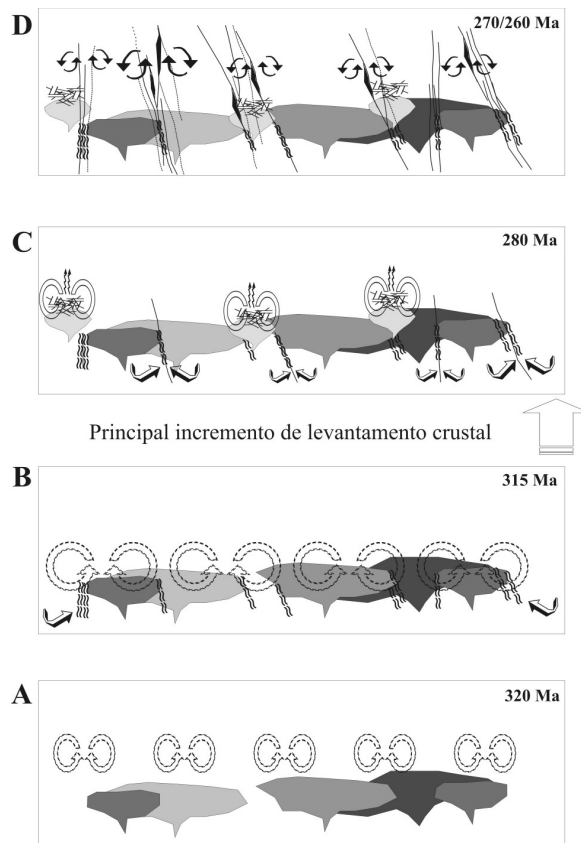 D
270/260 Ma
C
280 Ma
Principal incremento de levantamento crustal
B
315 Ma
A
320 Ma